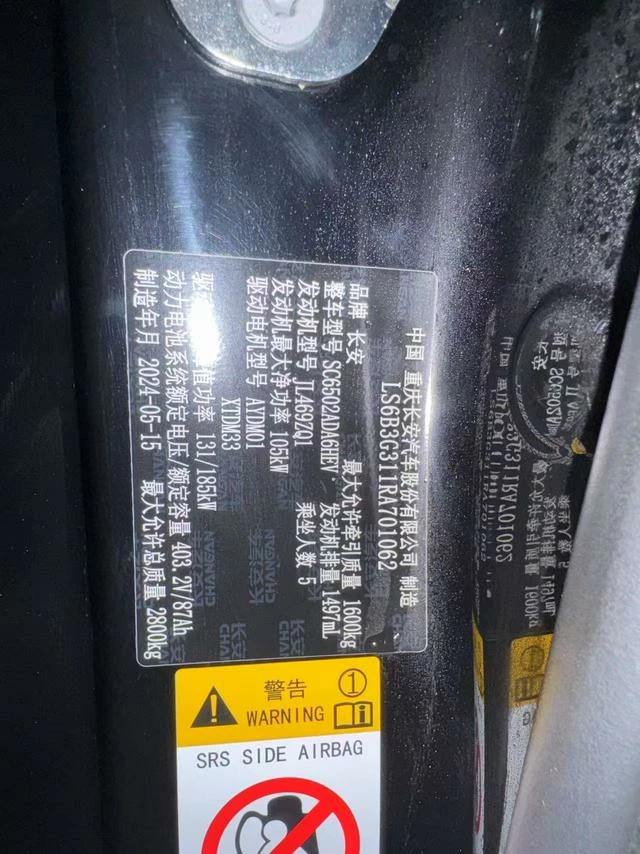 中国 重庆长安汽车股份有限公司 制造
LS6B3G311RA701062
品牌 长安 最大允许牵引质量 1600kg
整车型号 SC6502ADA6HEV 发动机排量 1497mL
发动机型号 JL469ZQ1 乘坐人数 5
发动机最大净功率 105kW
驱动电机型号 AYDM01
XTDM33
驱 值功率 131/185kW
动力电池系统额定电压/额定容量 403.2V/87Ah
制造年月 2024-05-15 最大允许总质量 2800kg
警告 1
WARNING
SRS SIDE AIRBAG